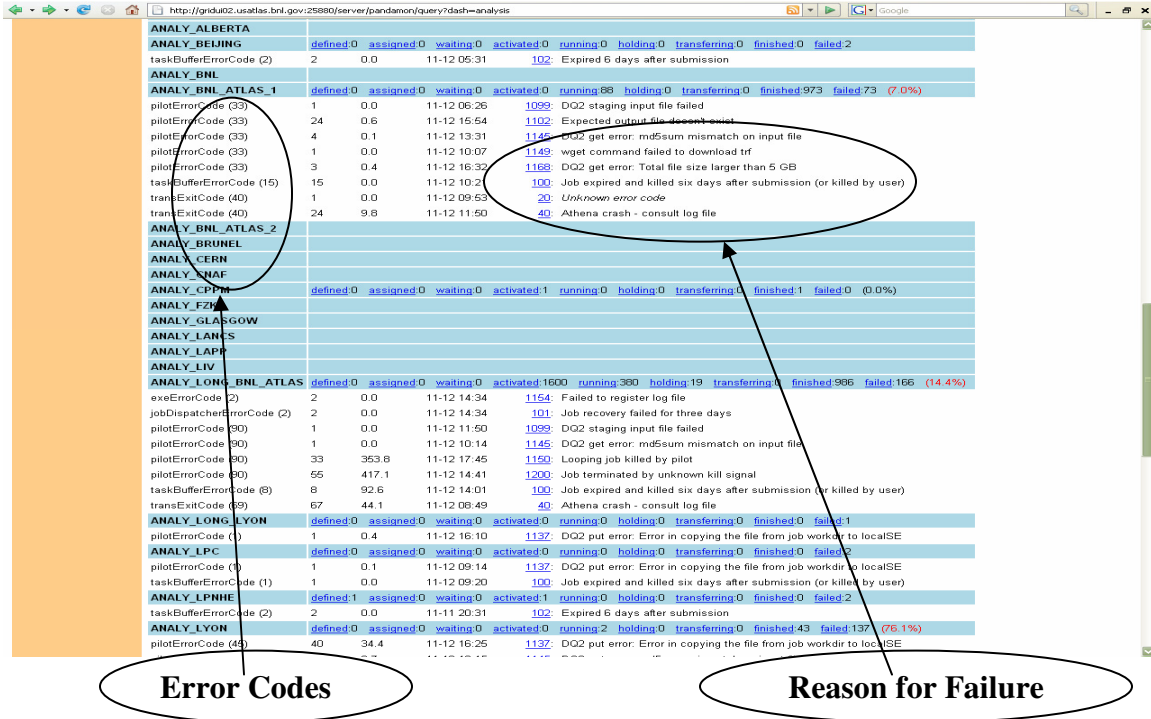 http://gridui02.usatlas.bnl.gov:25880/server/pandamon/query?dash=analysis Google
ANALY_ALBERTA
ANALY_BEIJING defined:0 assigned:0 waiting:0 activated:0 running:0 holding:0 transferring:0 finished:0 failed:2
taskBufferErrorCode (2) 2 0.0 11-12 05:31 102: Expired 6 days after submission
ANALY_BNL
ANALY_BNL_ATLAS_1 defined:0 assigned:0 waiting:0 activated:0 running:88 holding:0 transferring:0 finished:973 failed:73 (7.0%)
pilotErrorCode (33) 1 0.0 11-12 06:26 1099: DQ2 staging input file failed
pilotErrorCode (33) 24 0.6 11-12 15:54 1102: Expected output file doesn't exist
pilotErrorCode (33) 4 0.1 11-12 13:31 1145: DQ2 get error: md5sum mismatch on input file
pilotErrorCode (33) 1 0.0 11-12 10:07 1149: wget command failed to download trf
pilotErrorCode (33) 3 0.4 11-12 16:32 1168: DQ2 get error: Total file size larger than 5 GB
taskBufferErrorCode (15) 15 0.0 11-12 10:21 100: Job expired and killed six days after submission (or killed by user)
transExitCode (40) 1 0.0 11-12 09:53 20: Unknown error code
transExitCode (40) 24 9.8 11-12 11:50 40: Athena crash - consult log file
ANALY_BNL_ATLAS_2
ANALY_BRUNEL
ANALY_CERN
ANALY_CNAF
ANALY_CPPM defined:0 assigned:0 waiting:0 activated:1 running:0 holding:0 transferring:0 finished:1 failed:0 (0.0%)
ANALY_FZK
ANALY_GLASGOW
ANALY_LANCS
ANALY_LAPP
ANALY_LIV
ANALY_LONG_BNL_ATLAS defined:0 assigned:0 waiting:0 activated:1600 running:380 holding:19 transferring:0 finished:986 failed:166 (14.4%)
exeErrorCode (2) 2 0.0 11-12 14:34 1154: Failed to register log file
jobDispatcherErrorCode (2) 2 0.0 11-12 14:34 101: Job recovery failed for three days
pilotErrorCode (90) 1 0.0 11-12 11:50 1099: DQ2 staging input file failed
pilotErrorCode (90) 1 0.0 11-12 10:14 1145: DQ2 get error: md5sum mismatch on input file
pilotErrorCode (90) 33 353.8 11-12 17:45 1150: Looping job killed by pilot
pilotErrorCode (90) 55 417.1 11-12 14:41 1200: Job terminated by unknown kill signal
taskBufferErrorCode (8) 8 92.6 11-12 14:01 100: Job expired and killed six days after submission (or killed by user)
transExitCode (69) 67 44.1 11-12 08:49 40: Athena crash - consult log file
ANALY_LONG_LYON defined:0 assigned:0 waiting:0 activated:0 running:0 holding:0 transferring:0 finished:0 failed:1
pilotErrorCode (1) 1 0.4 11-12 16:10 1137: DQ2 put error: Error in copying the file from job workdir to localSE
ANALY_LPC defined:0 assigned:0 waiting:0 activated:0 running:0 holding:0 transferring:0 finished:0 failed:2
pilotErrorCode (1) 1 0.1 11-12 09:14 1137: DQ2 put error: Error in copying the file from job workdir to localSE
taskBufferErrorCode (1) 1 0.0 11-12 09:20 100: Job expired and killed six days after submission (or killed by user)
ANALY_LPNHE defined:1 assigned:0 waiting:0 activated:1 running:0 holding:0 transferring:0 finished:0 failed:2
taskBufferErrorCode (2) 2 0.0 11-11 20:31 102: Expired 6 days after submission
ANALY_LYON defined:0 assigned:0 waiting:0 activated:0 running:2 holding:0 transferring:0 finished:43 failed:137 (76.1%)
pilotErrorCode (45) 40 34.4 11-12 16:25 1137: DQ2 put error: Error in copying the file from job workdir to localSE
Error Codes
Reason for Failure